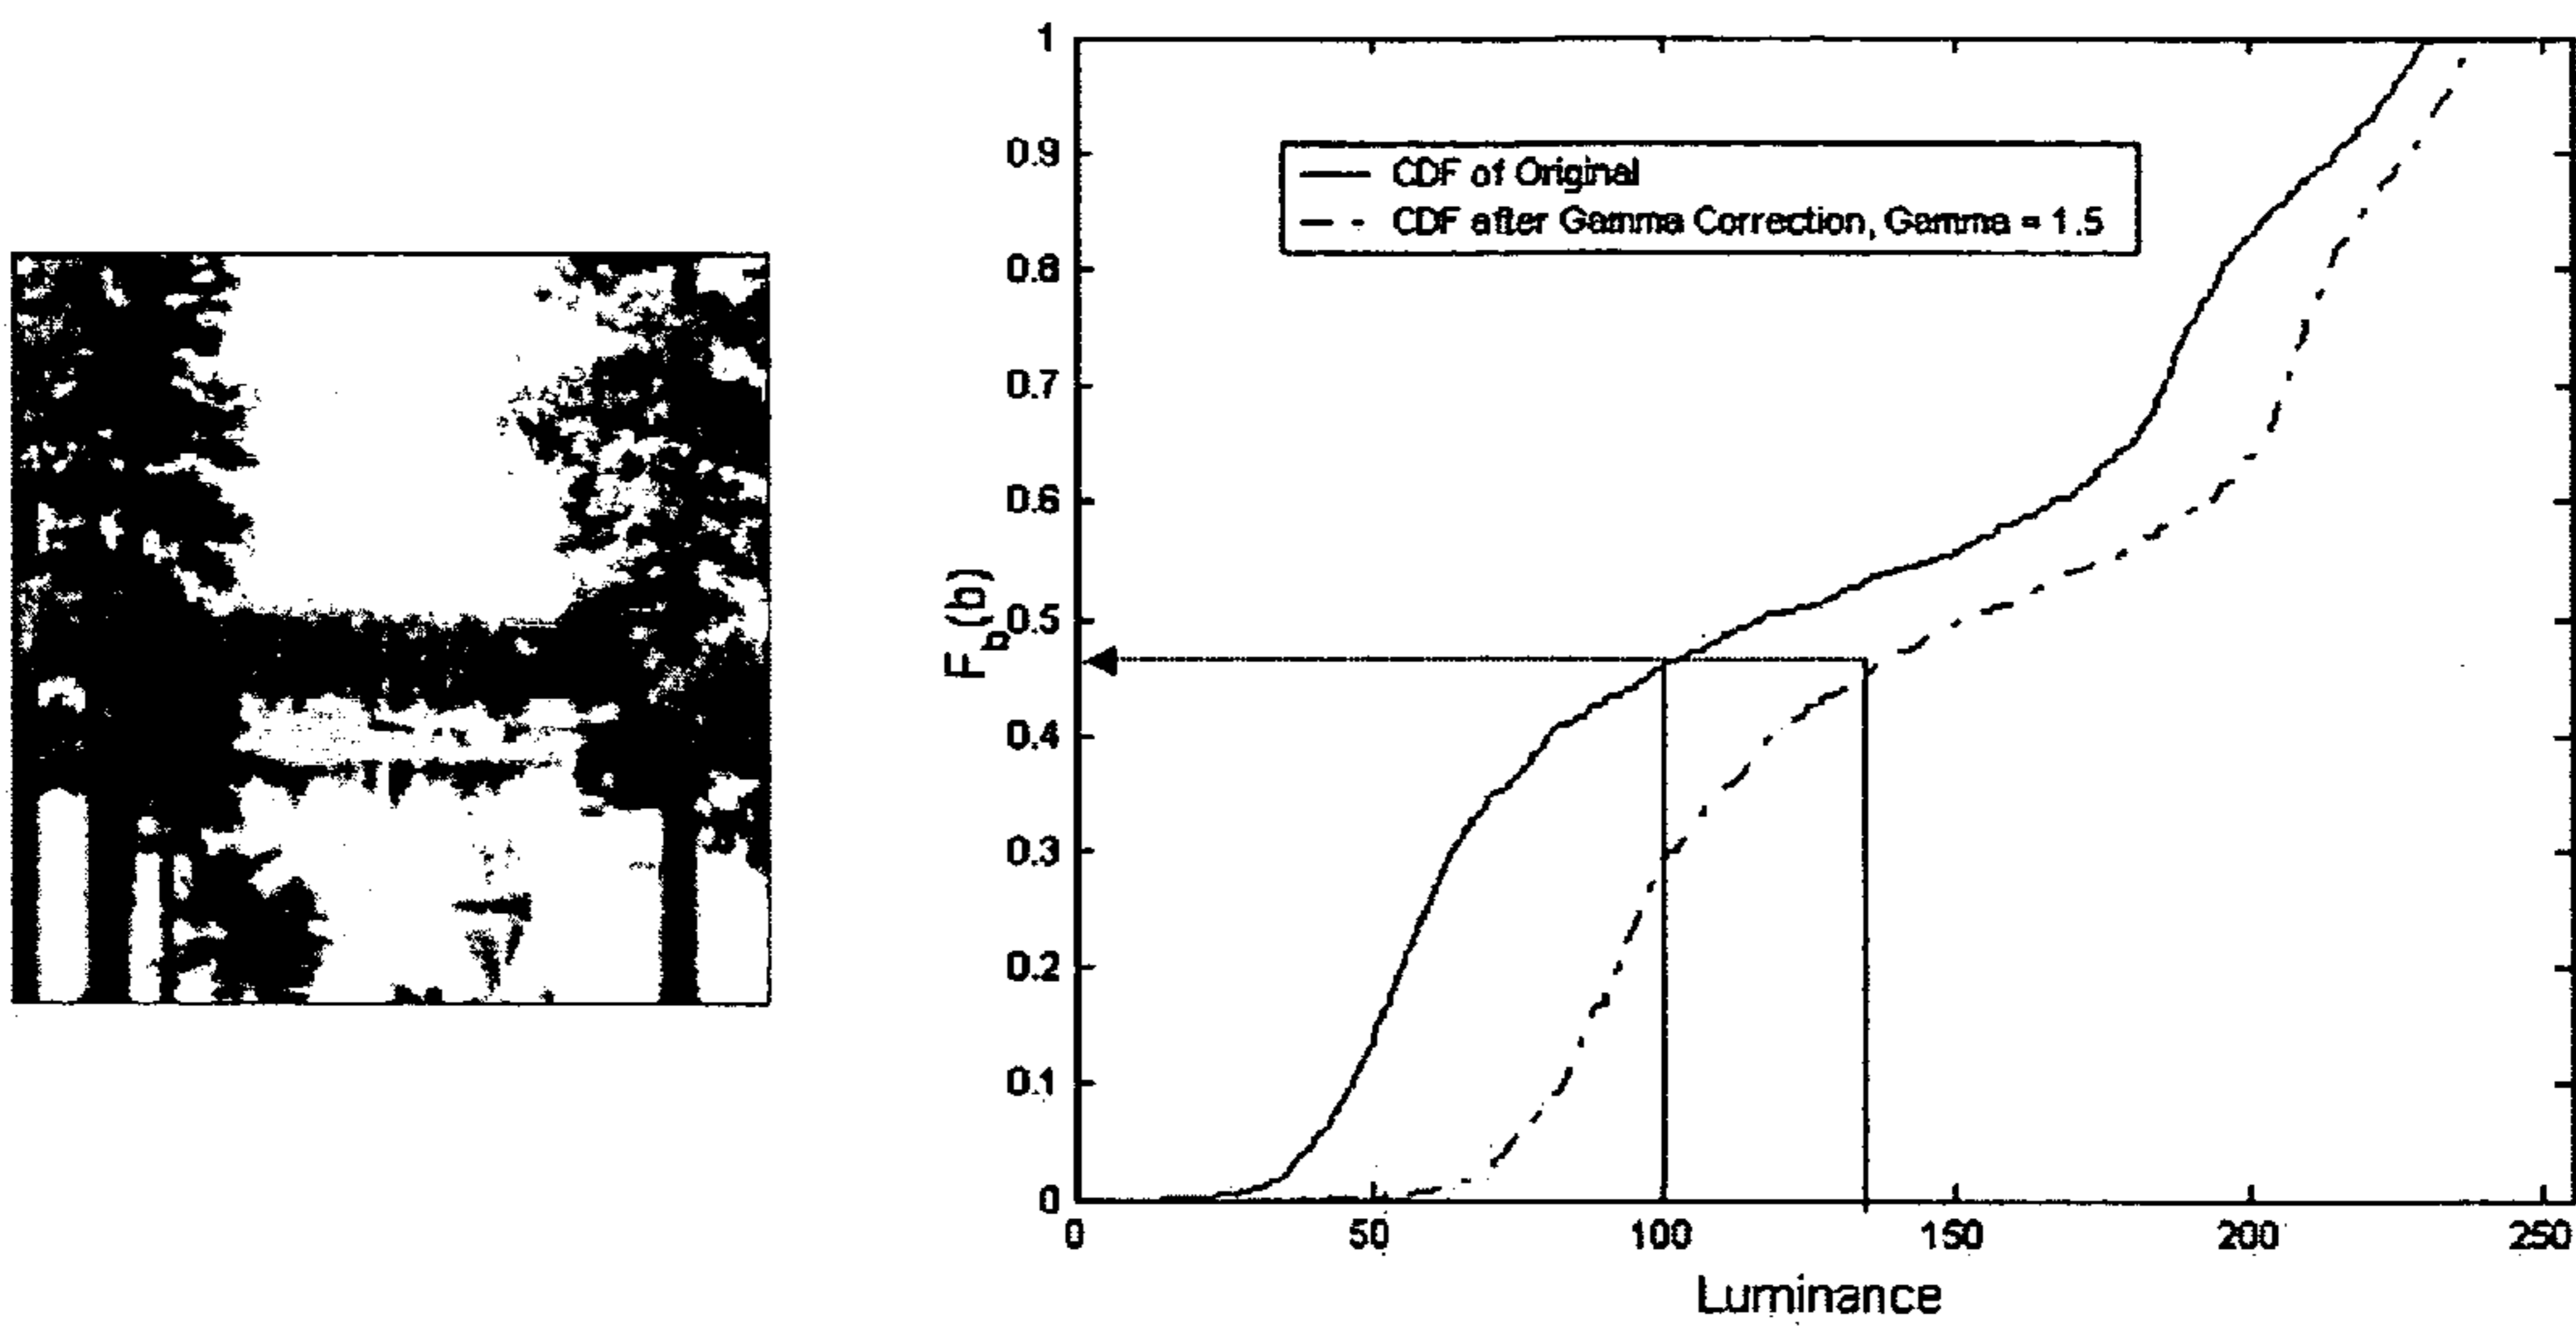 1
0.9
0.8
0.7
0.6
0.5
0.4
0.3
0.2
0.1
0
F_b(b)
CDF of Original
CDF after Gamma Correction, Gamma = 1.5
0 50 100 150 200 250
Luminance